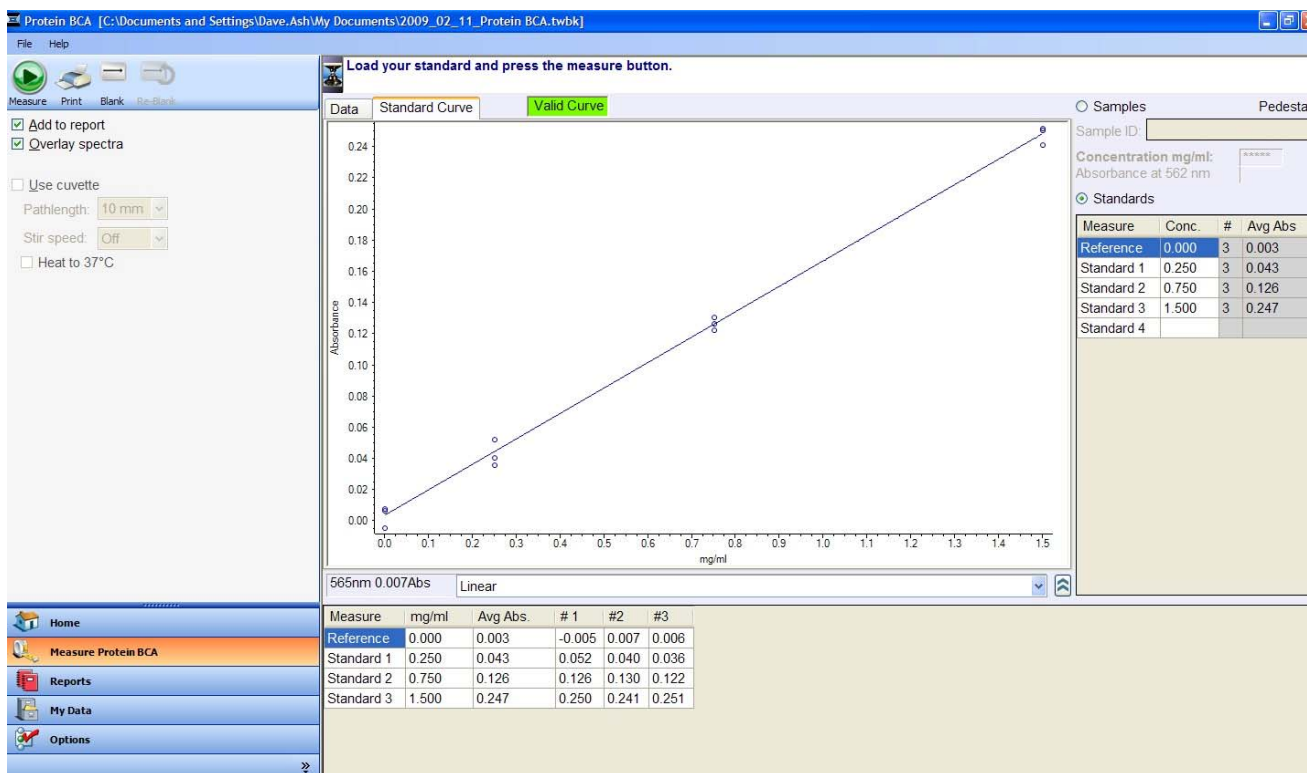 Protein BCA [C:\Documents and Settings\Dave.Ash\My Documents\2009_02_11_Protein BCA.twbk]
File Help
Measure Print Blank Re-Blank
Add to report
Overlay spectra
Use cuvette
Pathlength: 10 mm
Stir speed: Off
Heat to 37°C
Home
Measure Protein BCA
Reports
My Data
Options
»
Load your standard and press the measure button.
Data Standard Curve Valid Curve
Absorbance
0.24
0.22
0.20
0.18
0.16
0.14
0.12
0.10
0.08
0.06
0.04
0.02
0.00
0.0 0.1 0.2 0.3 0.4 0.5 0.6 0.7 0.8 0.9 1.0 1.1 1.2 1.3 1.4 1.5
mg/ml
565nm 0.007Abs Linear
Samples Pedesta
Sample ID:
Concentration mg/ml: *****
Absorbance at 562 nm
Standards
Measure Conc. # Avg Abs
Reference 0.000 3 0.003
Standard 1 0.250 3 0.043
Standard 2 0.750 3 0.126
Standard 3 1.500 3 0.247
Standard 4
Measure mg/ml Avg Abs. # 1 #2 #3
Reference 0.000 0.003 -0.005 0.007 0.006
Standard 1 0.250 0.043 0.052 0.040 0.036
Standard 2 0.750 0.126 0.126 0.130 0.122
Standard 3 1.500 0.247 0.250 0.241 0.251